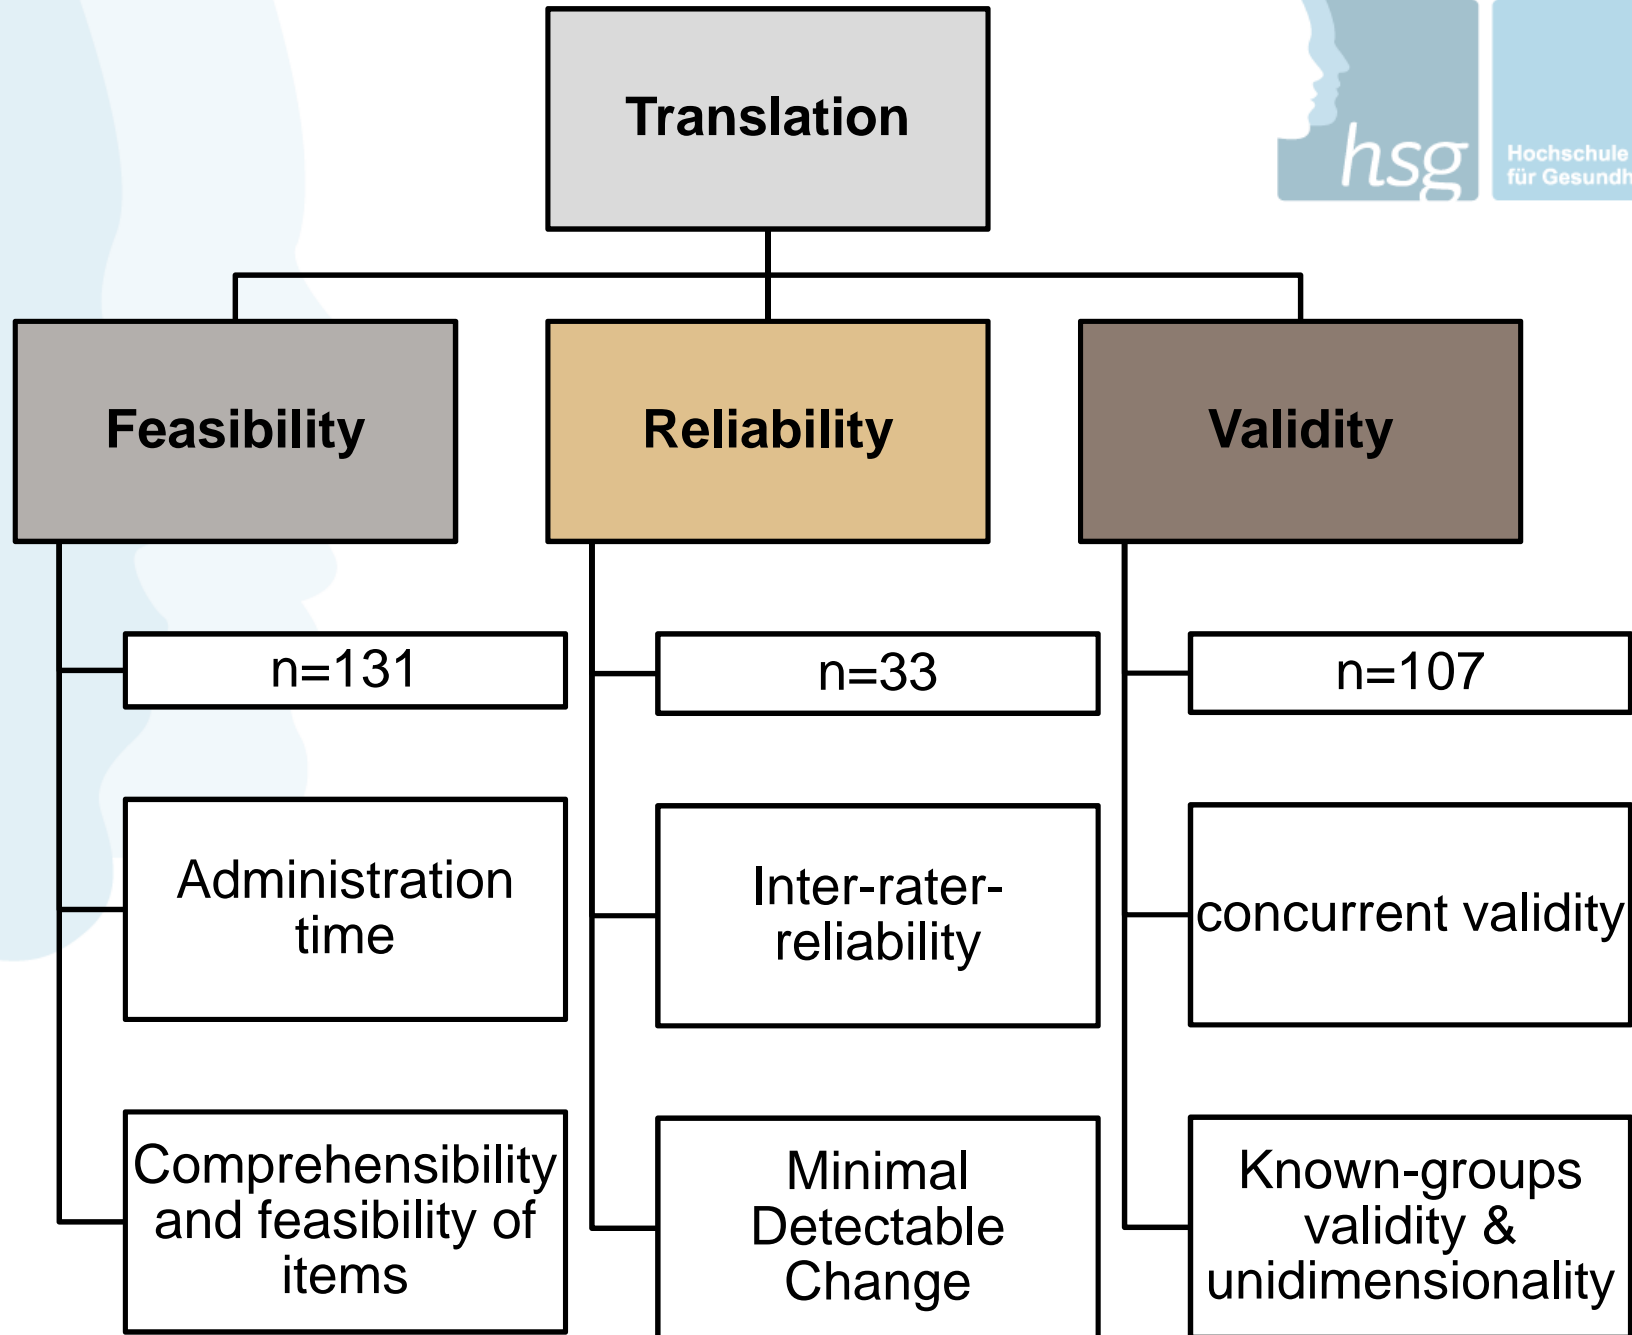 Translation
hsg
Hochschule
für
Feasibility
Reliability
Validity
n=131
n=33
n=107
Administration
time
Inter-rater-
reliability
concurrent validity
Comprehensibility
and feasibility of
items
Minimal
Detectable
Change
Known-groups
validity &
unidimensionality